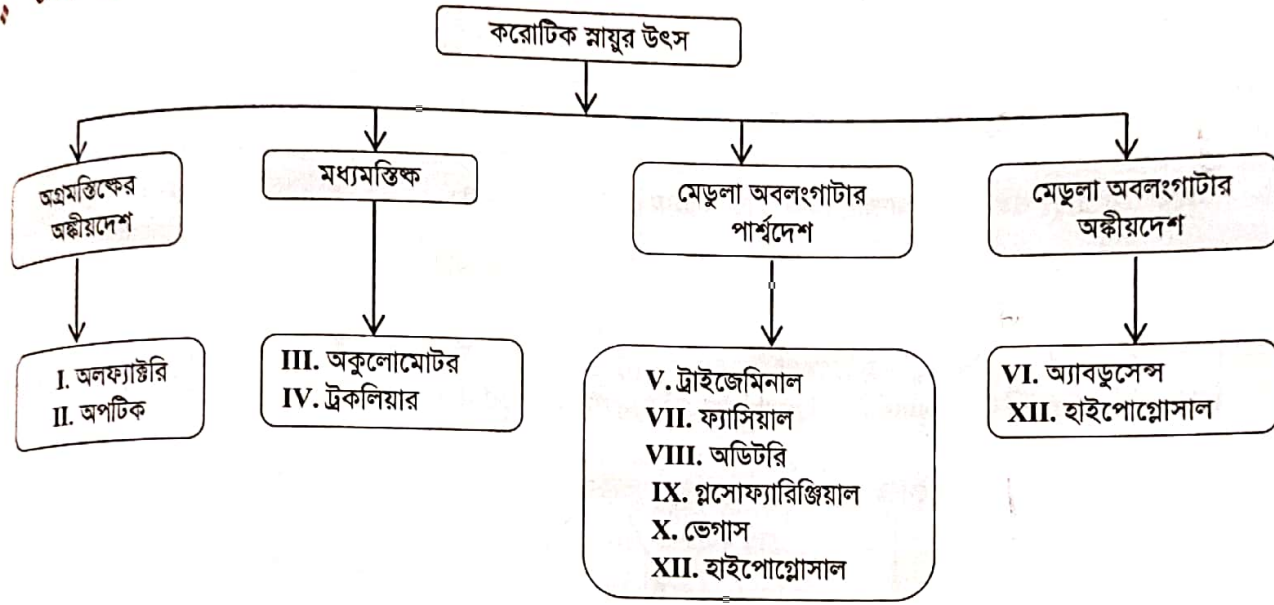 করোটিক স্নায়ুর উৎস
অগ্রমস্তিষ্কের
অঙ্কীয়দেশ
মধ্যমস্তিষ্ক
মেডুলা অবলংগাটার
পার্শ্বদেশ
মেডুলা অবলংগাটার
অঙ্কীয়দেশ
I. অলফ্যাক্টরি
II. অপটিক
III. অকুলোমোটর
IV. ট্রকলিয়ার
V. ট্রাইজেমিনাল
VII. ফ্যাসিয়াল
VIII. অডিটরি
IX. গ্লসোফ্যারিঞ্জিয়াল
X. ভেগাস
XII. হাইপোগ্লোসাল
VI. অ্যাবডুসেন্স
XII. হাইপোগ্লোসাল